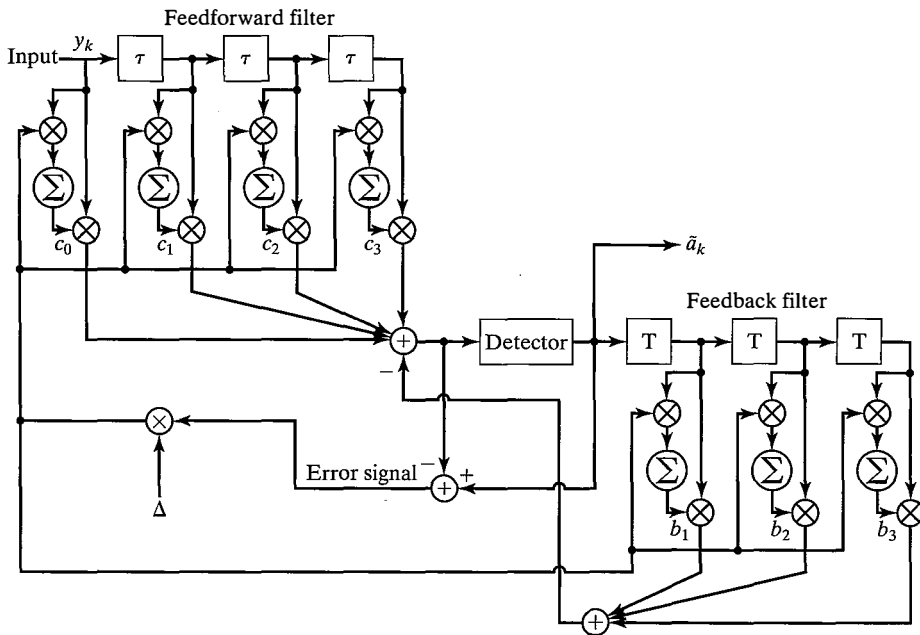 Feedforward filter
Input
y_k
τ
τ
τ
Σ
Σ
Σ
Σ
c_0
c_1
c_2
c_3
ã_k
Feedback filter
−
Detector
T
T
T
Σ
Σ
Σ
Error signal
−
+
Δ
b_1
b_2
b_3